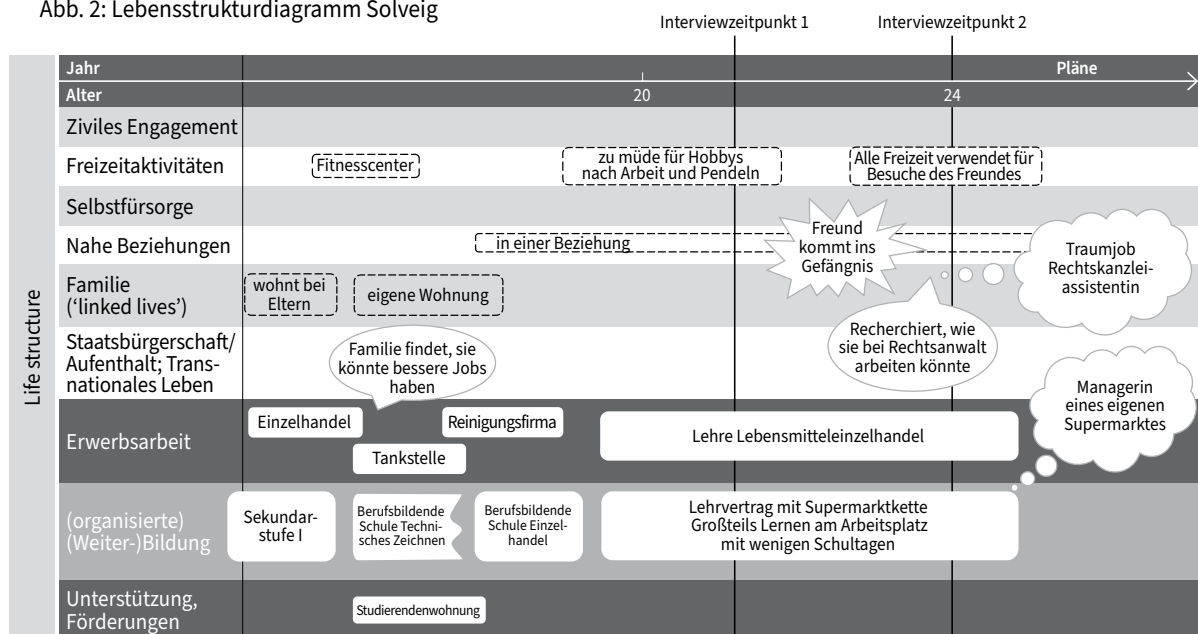 Abb. 2: Lebensstrukturdiagramm Solveig
Interviewzeitpunkt 1
Interviewzeitpunkt 2
Life structure
Jahr
Pläne
Alter
20
24
Ziviles Engagement
Freizeitaktivitäten
Fitnesscenter
zu müde für Hobbys
nach Arbeit und Pendeln
Alle Freizeit verwendet für
Besuche des Freundes
Selbstfürsorge
Nahe Beziehungen
in einer Beziehung
Freund
kommt ins
Gefängnis
Traumjob
Rechtskanzlei-
assistentin
Familie
(‘linked lives’)
wohnt bei
Eltern
eigene Wohnung
Staatsbürgerschaft/
Aufenthalt; Trans-
nationales Leben
Familie findet, sie
könnte bessere Jobs
haben
Recherchiert, wie
sie bei Rechtsanwalt
arbeiten könnte
Managerin
eines eigenen
Supermarktes
Erwerbsarbeit
Einzelhandel
Tankstelle
Reinigungsfirma
Lehre Lebensmitteleinzelhandel
(organisierte)
(Weiter-)Bildung
Sekundar-
stufe I
Berufsbildende
Schule Techni-
sches Zeichnen
Berufsbildende
Schule Einzel-
handel
Lehrvertrag mit Supermarktkette
Großteils Lernen am Arbeitsplatz
mit wenigen Schultagen
Unterstützung,
Förderungen
Studierendenwohnung